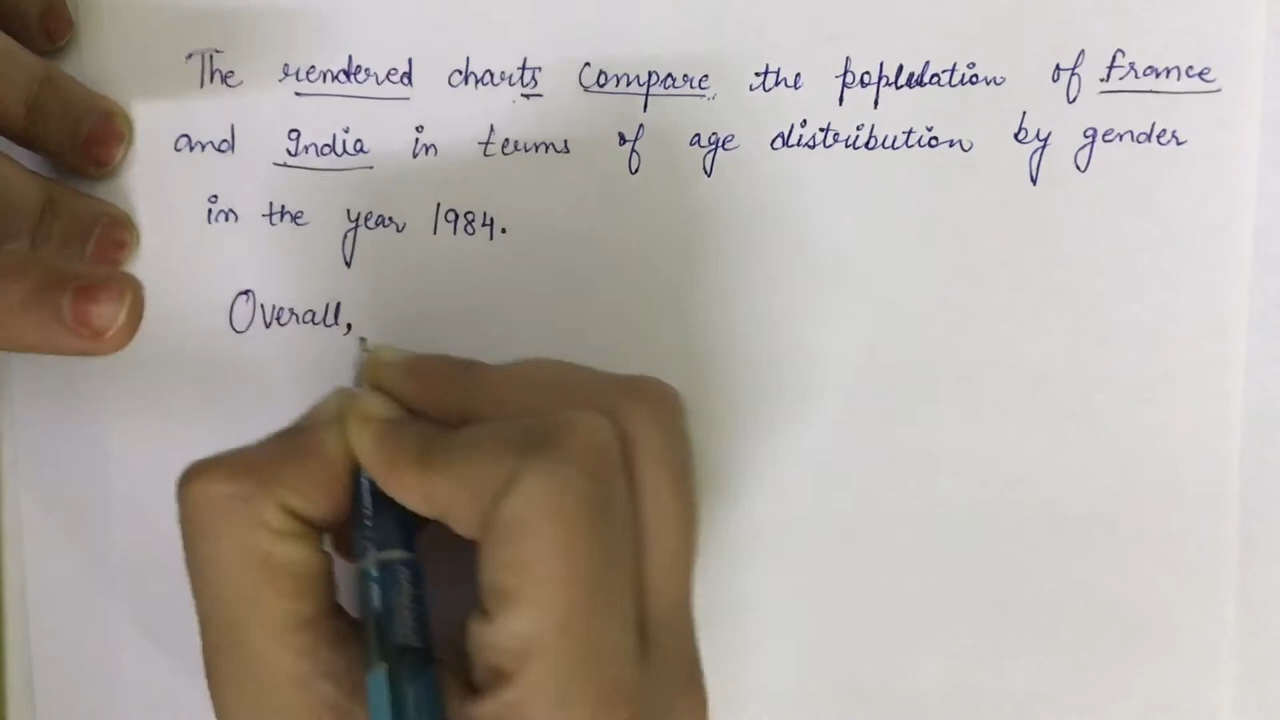 The rendered charts compare the population of france
and India in terms of age distribution by gender
in the year 1984.
Overall,